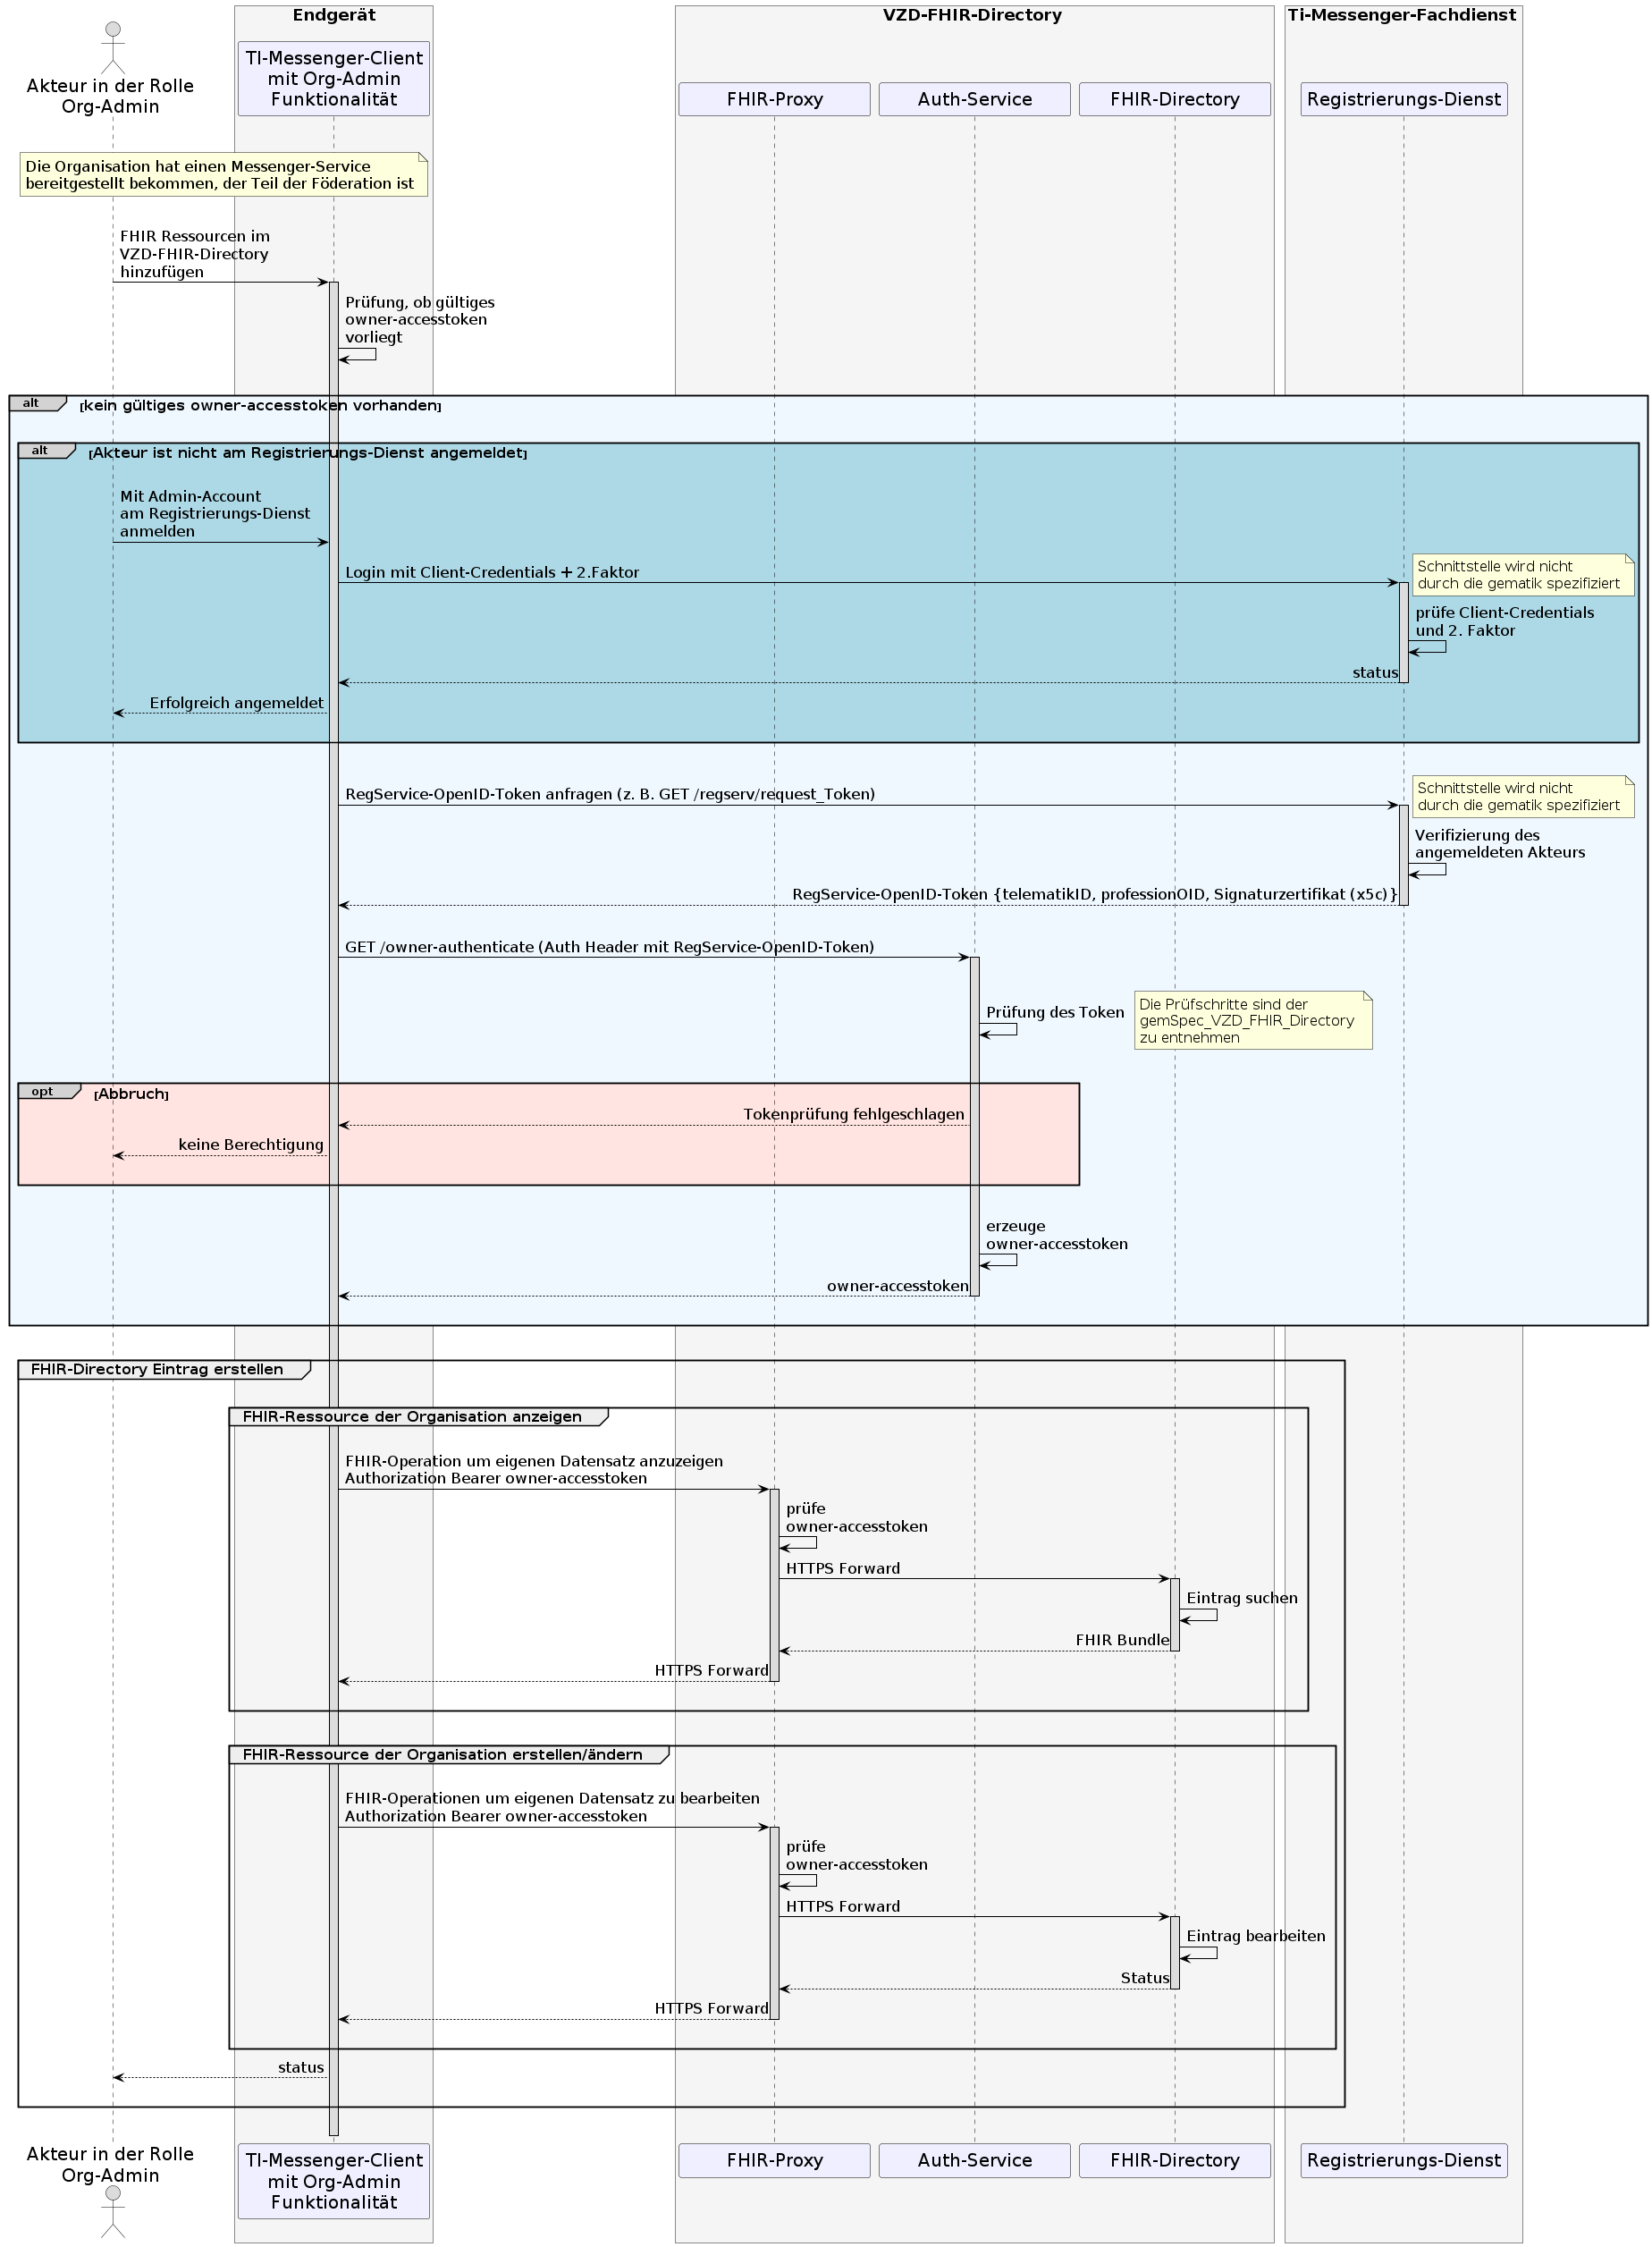 Endgerät
VZD-FHIR-Directory
Ti-Messenger-Fachdienst
Akteur in der Rolle
Org-Admin
TI-Messenger-Client
mit Org-Admin
Funktionalität
FHIR-Proxy
Auth-Service
FHIR-Directory
Registrierungs-Dienst
Die Organisation hat einen Messenger-Service
bereitgestellt bekommen, der Teil der Föderation ist
FHIR Ressourcen im
VZD-FHIR-Directory
hinzufügen
Prüfung, ob gültiges
owner-accesstoken
vorliegt
alt
[kein gültiges owner-accesstoken vorhanden]
alt
[Akteur ist nicht am Registrierungs-Dienst angemeldet]
Mit Admin-Account
am Registrierungs-Dienst
anmelden
Login mit Client-Credentials + 2.Faktor
Schnittstelle wird nicht
durch die gematik spezifiziert
prüfe Client-Credentials
und 2. Faktor
status
Erfolgreich angemeldet
RegService-OpenID-Token anfragen (z. B. GET /regserv/request_Token)
Schnittstelle wird nicht
durch die gematik spezifiziert
Verifizierung des
angemeldeten Akteurs
RegService-OpenID-Token {telematikID, professionOID, Signaturzertifikat (x5c)}
GET /owner-authenticate (Auth Header mit RegService-OpenID-Token)
Prüfung des Token
Die Prüfschritte sind der
gemSpec_VZD_FHIR_Directory
zu entnehmen
opt
[Abbruch]
Tokenprüfung fehlgeschlagen
keine Berechtigung
erzeuge
owner-accesstoken
owner-accesstoken
FHIR-Directory Eintrag erstellen
FHIR-Ressource der Organisation anzeigen
FHIR-Operation um eigenen Datensatz anzuzeigen
Authorization Bearer owner-accesstoken
prüfe
owner-accesstoken
HTTPS Forward
Eintrag suchen
FHIR Bundle
HTTPS Forward
FHIR-Ressource der Organisation erstellen/ändern
FHIR-Operationen um eigenen Datensatz zu bearbeiten
Authorization Bearer owner-accesstoken
prüfe
owner-accesstoken
HTTPS Forward
Eintrag bearbeiten
Status
HTTPS Forward
status
Akteur in der Rolle
Org-Admin
TI-Messenger-Client
mit Org-Admin
Funktionalität
FHIR-Proxy
Auth-Service
FHIR-Directory
Registrierungs-Dienst